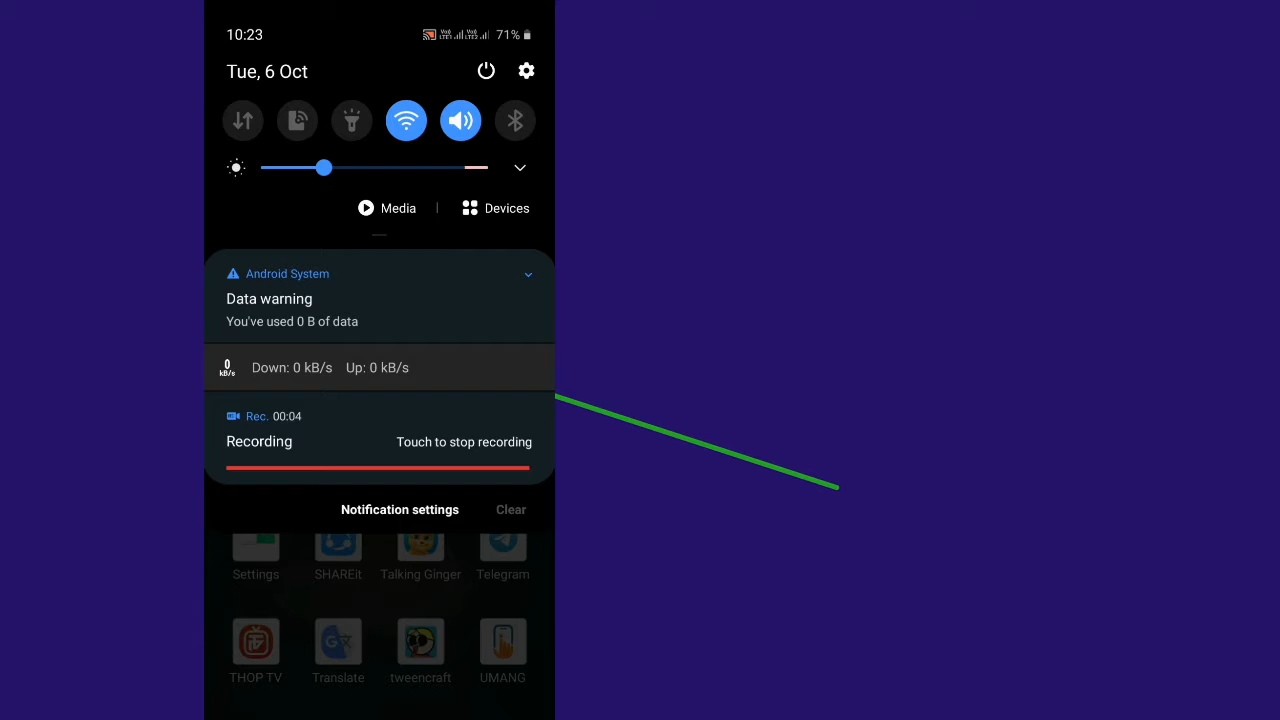 10:23
71%
Tue, 6 Oct
Media | Devices
Android System
Data warning
You've used 0 B of data
0 kB/s
Down: 0 kB/s Up: 0 kB/s
Rec. 00:04
Recording
Touch to stop recording
Notification settings
Clear
Settings
SHAREit
Talking Ginger
Telegram
THOP TV
Translate
tweencraft
UMANG